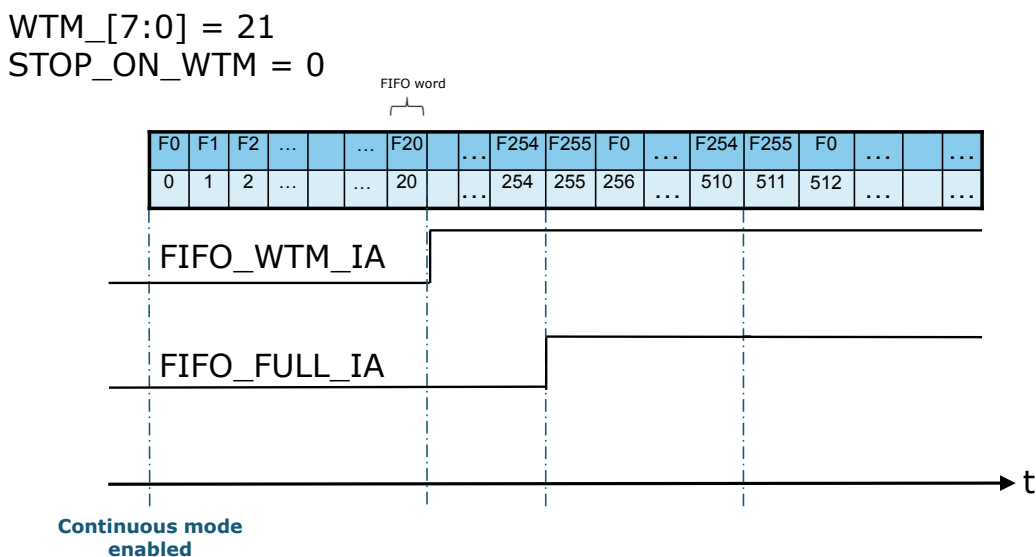 WTM_[7:0] = 21
STOP_ON_WTM = 0
FIFO word
F0 F1 F2 ... ... F20 ... F254 F255 F0 ... F254 F255 F0 ... ...
0 1 2 ... ... 20 ... 254 255 256 ... 510 511 512 ... ...
FIFO_WTM_IA
FIFO_FULL_IA
t
Continuous mode
enabled